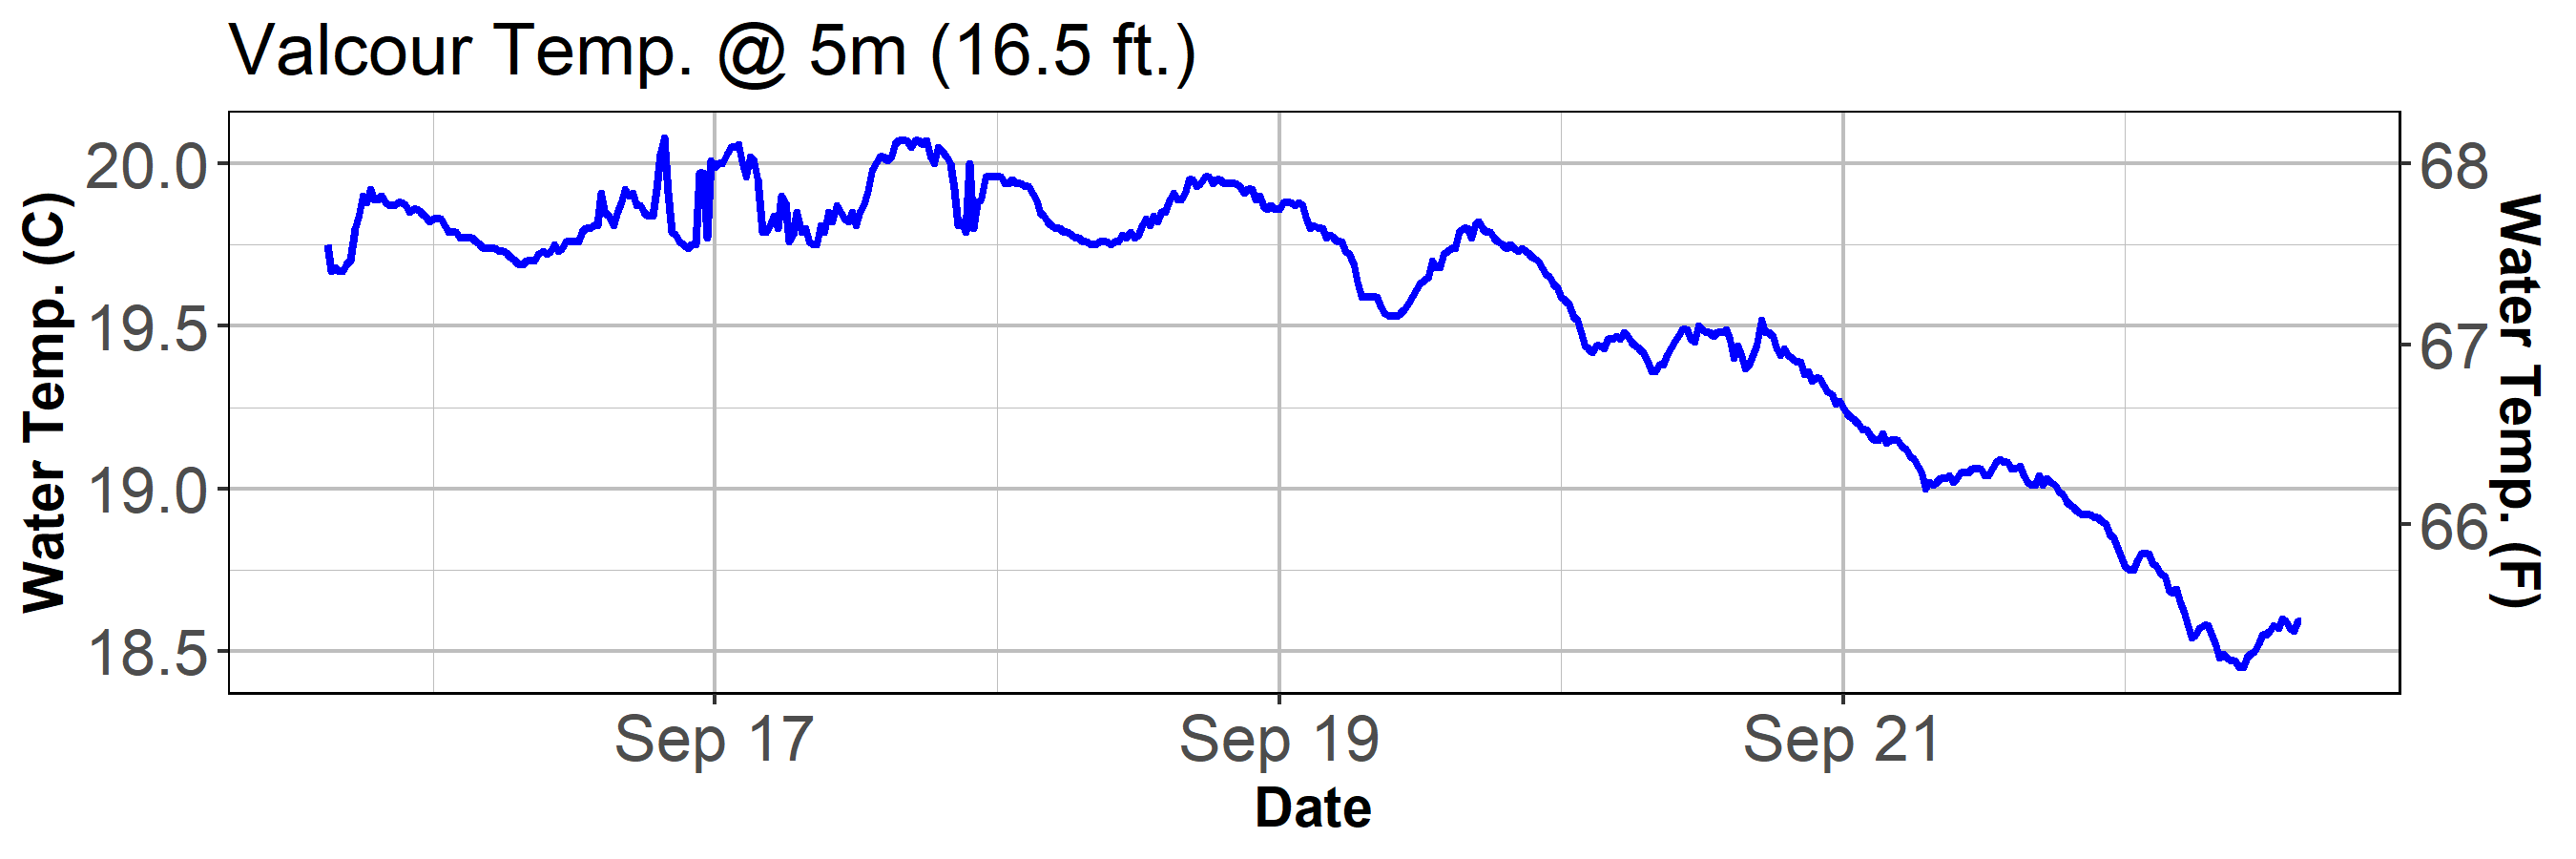 Valcour Temp. @ 5m (16.5 ft.)
Water Temp. (C)
20.0
19.5
19.0
18.5
68
67
66
Water Temp. (F)
Sep 17 Sep 19 Sep 21
Date